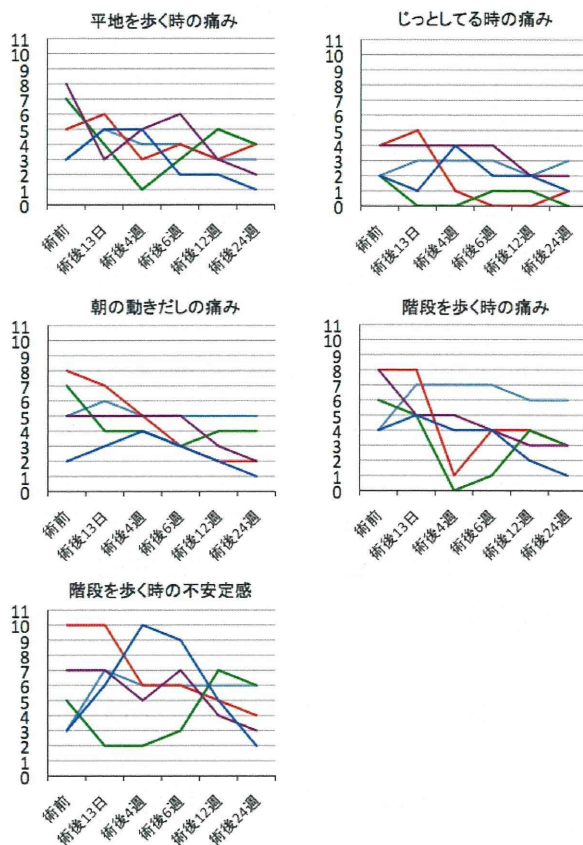 平地を歩く時の痛み
11
10
9
8
7
6
5
4
3
2
1
0
術前
術後13日
術後4週
術後6週
術後12週
術後24週
じっとしてる時の痛み
11
10
9
8
7
6
5
4
3
2
1
0
術前
術後13日
術後4週
術後6週
術後12週
術後24週
朝の動きだしの痛み
11
10
9
8
7
6
5
4
3
2
1
0
術前
術後13日
術後4週
術後6週
術後12週
術後24週
階段を歩く時の痛み
11
10
9
8
7
6
5
4
3
2
1
0
術前
術後13日
術後4週
術後6週
術後12週
術後24週
階段を歩く時の不安定感
11
10
9
8
7
6
5
4
3
2
1
0
術前
術後13日
術後4週
術後6週
術後12週
術後24週